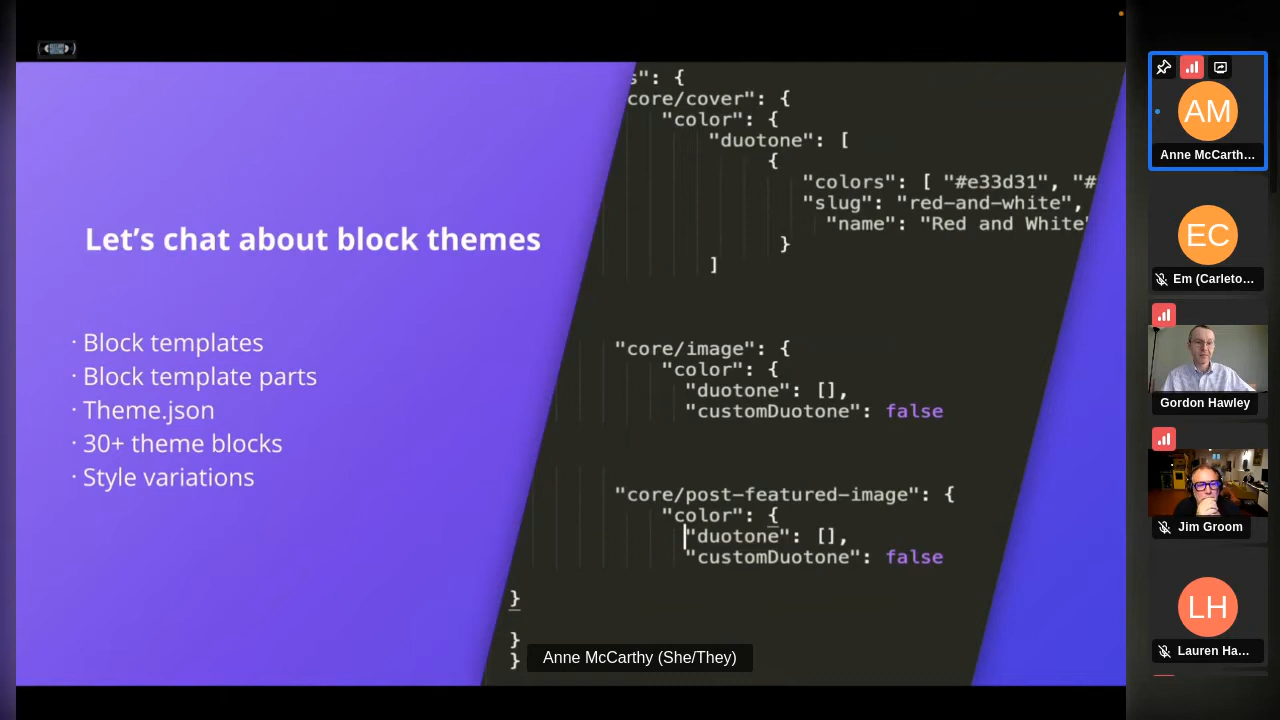 Let's chat about block themes
· Block templates
· Block template parts
· Theme.json
· 30+ theme blocks
· Style variations
s": {
core/cover": {
"color": {
"duotone": [
{
"colors": [ "#e33d31", "#
"slug": "red-and-white",
"name": "Red and White"
}
]
"core/image": {
"color": {
"duotone": [],
"customDuotone": false
"core/post-featured-image": {
"color": {
"duotone": [],
"customDuotone": false
}
}
}
Anne McCarthy (She/They)
AM
Anne McCarth...
EC
Em (Carleto...
Gordon Hawley
Jim Groom
LH
Lauren Ha...